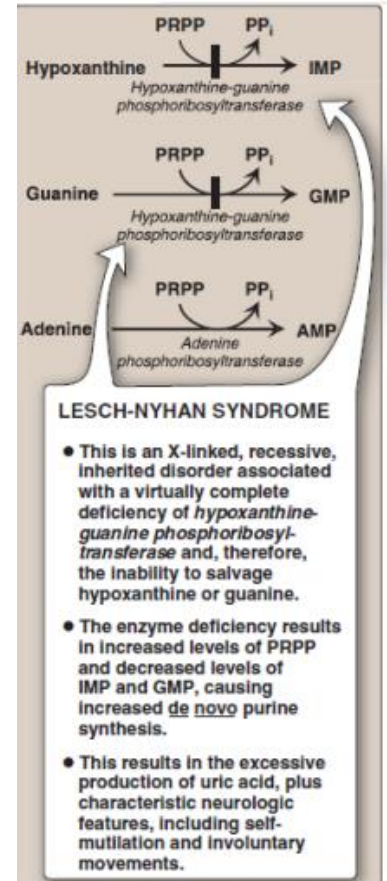 PRPP PPi
Hypoxanthine IMP
Hypoxanthine-guanine
phosphoribosyltransferase
PRPP PPi
Guanine GMP
Hypoxanthine-guanine
phosphoribosyltransferase
PRPP PPi
Adenine AMP
Adenine
phosphoribosyltransferase
LESCH-NYHAN SYNDROME
• This is an X-linked, recessive,
inherited disorder associated
with a virtually complete
deficiency of hypoxanthine-
guanine phosphoribosyl-
transferase and, therefore,
the inability to salvage
hypoxanthine or guanine.
• The enzyme deficiency results
in increased levels of PRPP
and decreased levels of
IMP and GMP, causing
increased de novo purine
synthesis.
• This results in the excessive
production of uric acid, plus
characteristic neurologic
features, including self-
mutilation and involuntary
movements.